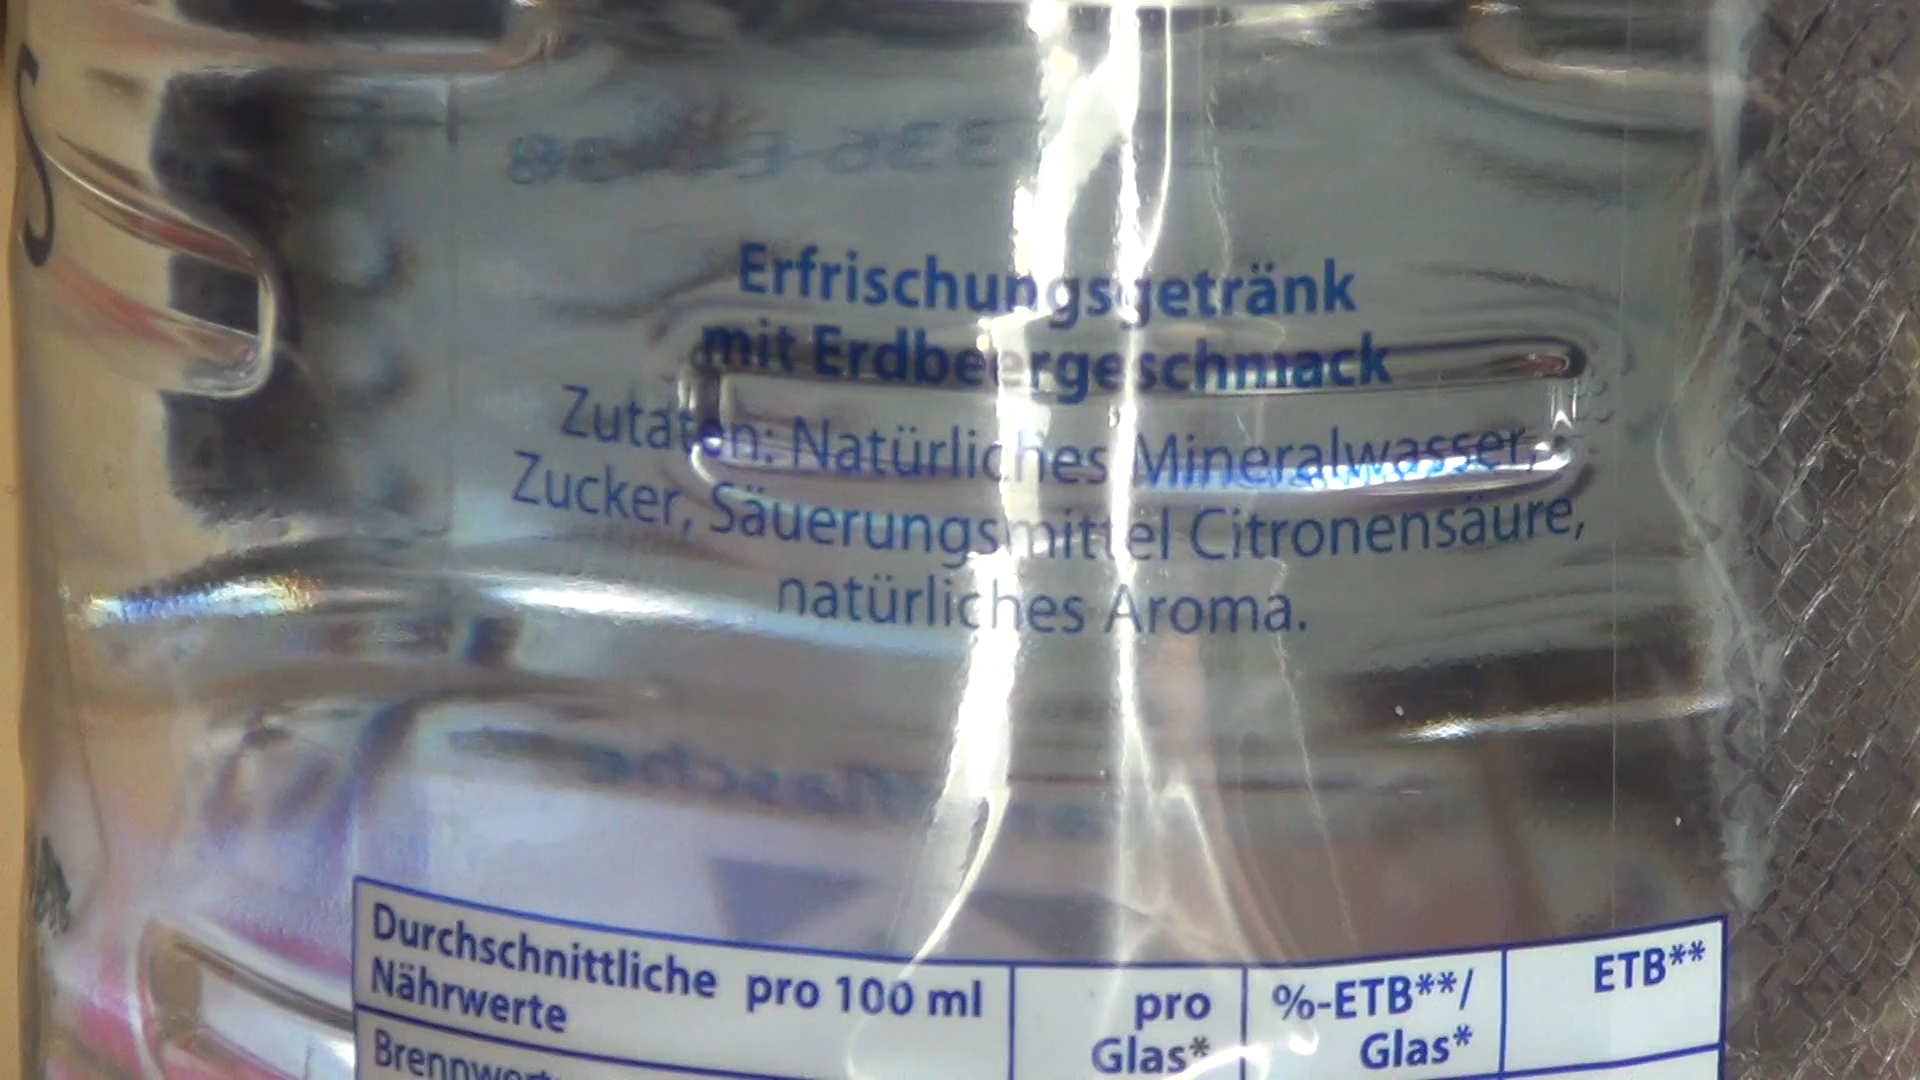 Erfrischungsgetränk
mit Erdbeergeschmack
Zutaten: Natürliches Mineralwasser,
Zucker, Säuerungsmittel Citronensäure,
natürliches Aroma.
Durchschnittliche Nährwerte pro 100 ml pro Glas* %-ETB**/ Glas* ETB**